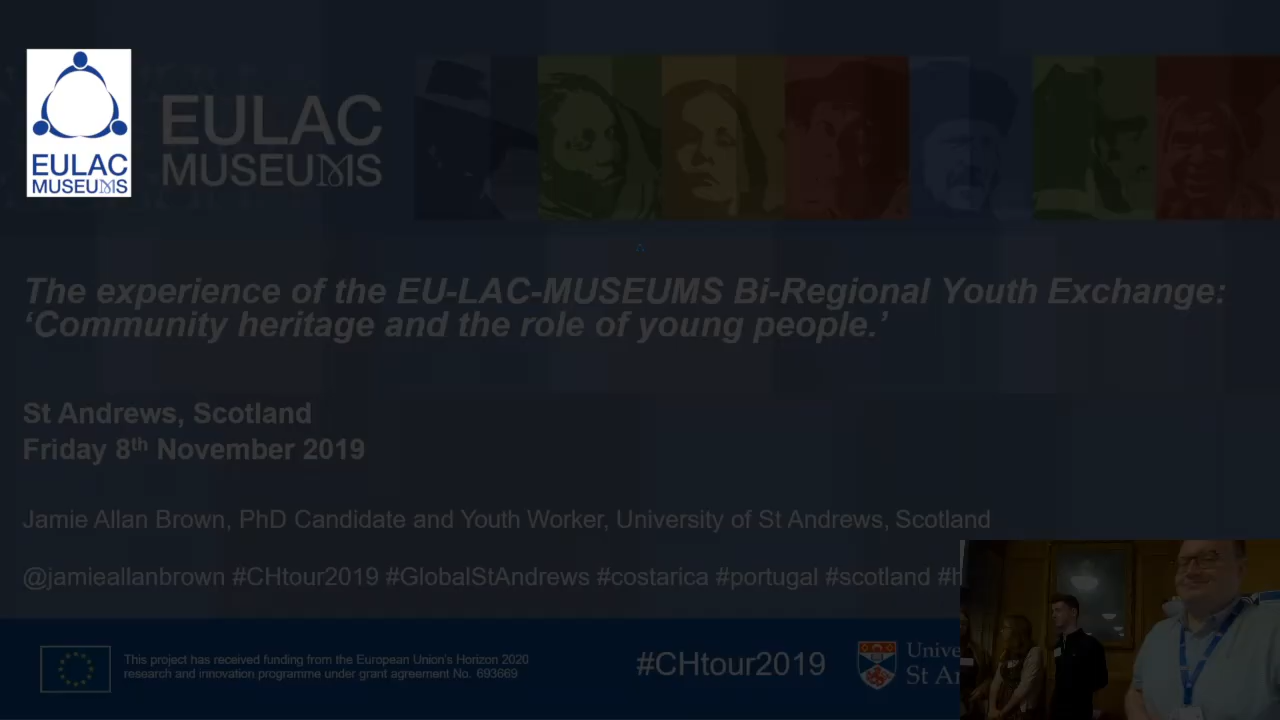 EULAC
MUSEUMS
EULAC
MUSEUMS
The experience of the EU-LAC-MUSEUMS Bi-Regional Youth Exchange:
‘Community heritage and the role of young people.’
St Andrews, Scotland
Friday 8th November 2019
Jamie Allan Brown, PhD Candidate and Youth Worker, University of St Andrews, Scotland
@jamieallanbrown #CHtour2019 #GlobalStAndrews #costarica #portugal #scotland #h
This project has received funding from the European Union's Horizon 2020
research and innovation programme under grant agreement No. 693669
#CHtour2019
St